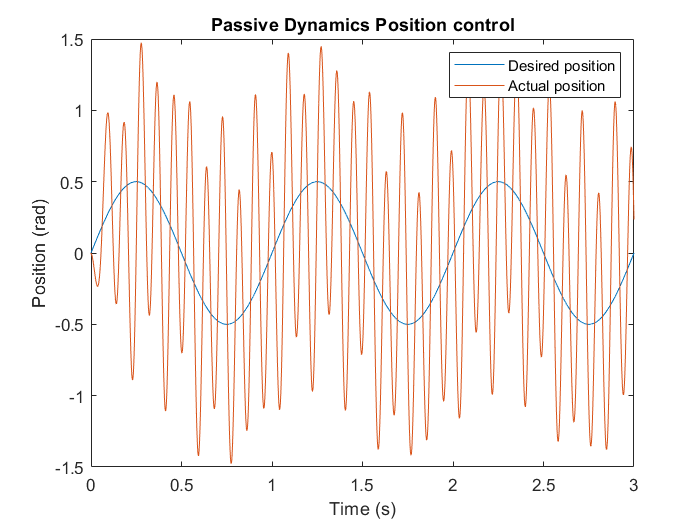 Passive Dynamics Position control
Desired position
Actual position
Position (rad)
1.5
1
0.5
0
-0.5
-1
-1.5
0
0.5
1
1.5
2
2.5
3
Time (s)